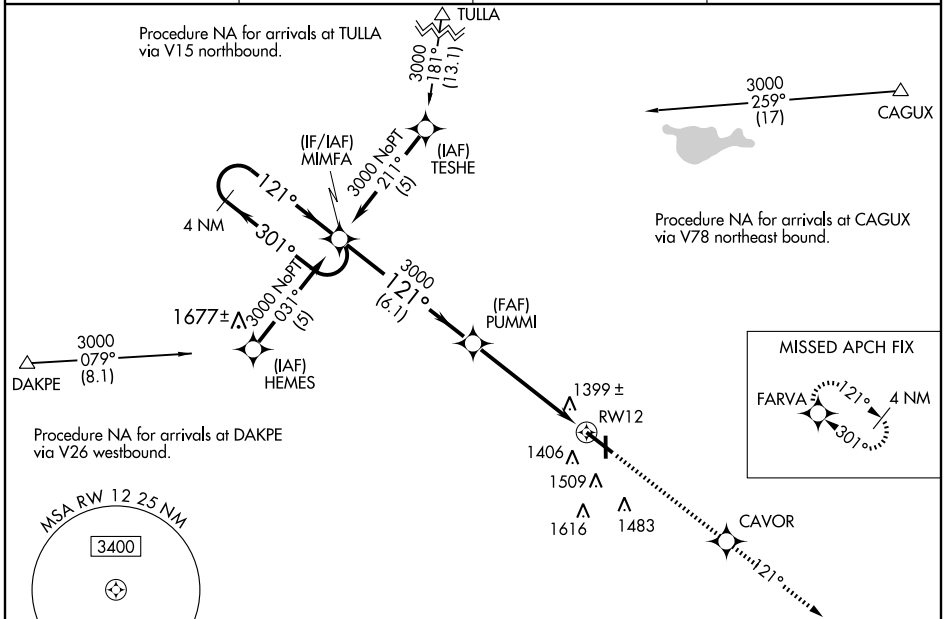 Procedure NA for arrivals at TULLA
via V15 northbound.
TULLA
3000
181°
(13.1)
3000
259°
(17)
CAGUX
(IF/IAF)
MIMFA
3000 NoPT
211°
(5)
(IAF)
TESHE
121°
4 NM
301°
Procedure NA for arrivals at CAGUX
via V78 northeast bound.
3000
121°
(6.1)
3000 NoPT
031°
(5)
1677±
(FAF)
PUMMI
3000
079°
(8.1)
DAKPE
(IAF)
HEMES
MISSED APCH FIX
FARVA
121°
4 NM
301°
1399 ±
RW12
Procedure NA for arrivals at DAKPE
via V26 westbound.
1406
1509
1616
1483
MSA RW 12 25 NM
3400
CAVOR
121°